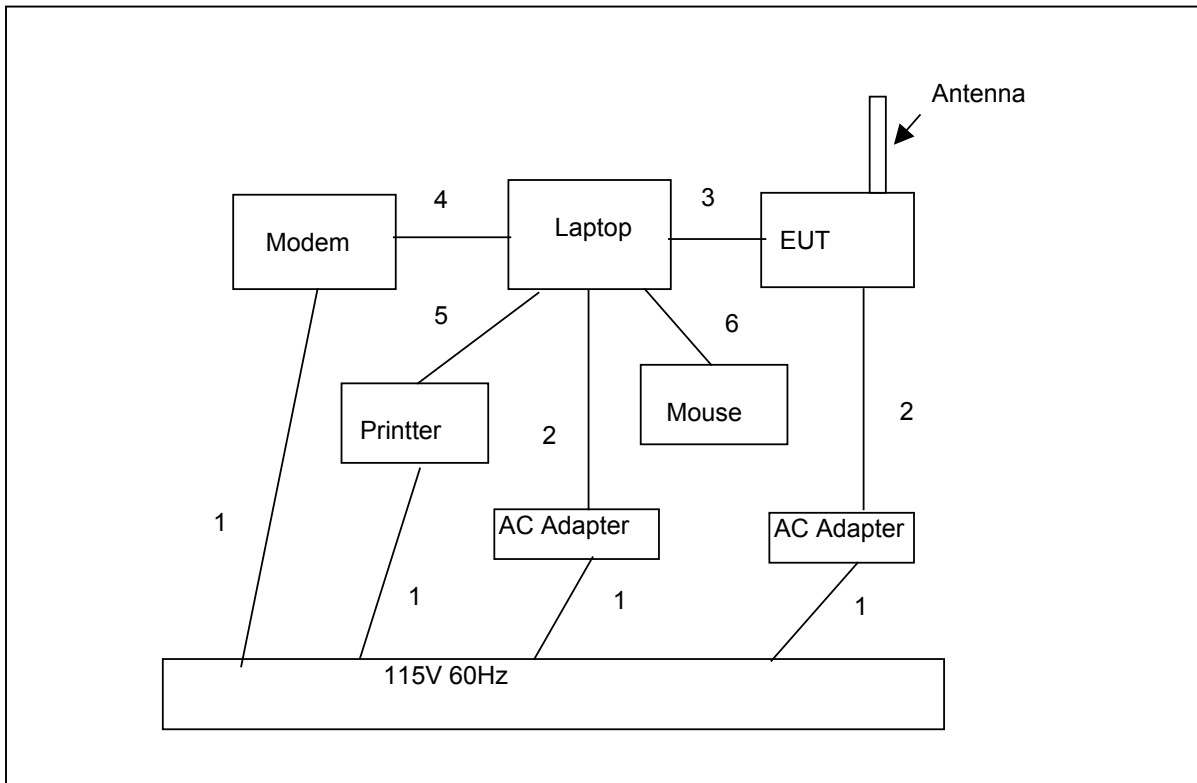 Antenna
4
3
Modem
Laptop
EUT
5
6
Printter
2
Mouse
2
1
AC Adapter
AC Adapter
1
1
1
115V 60Hz